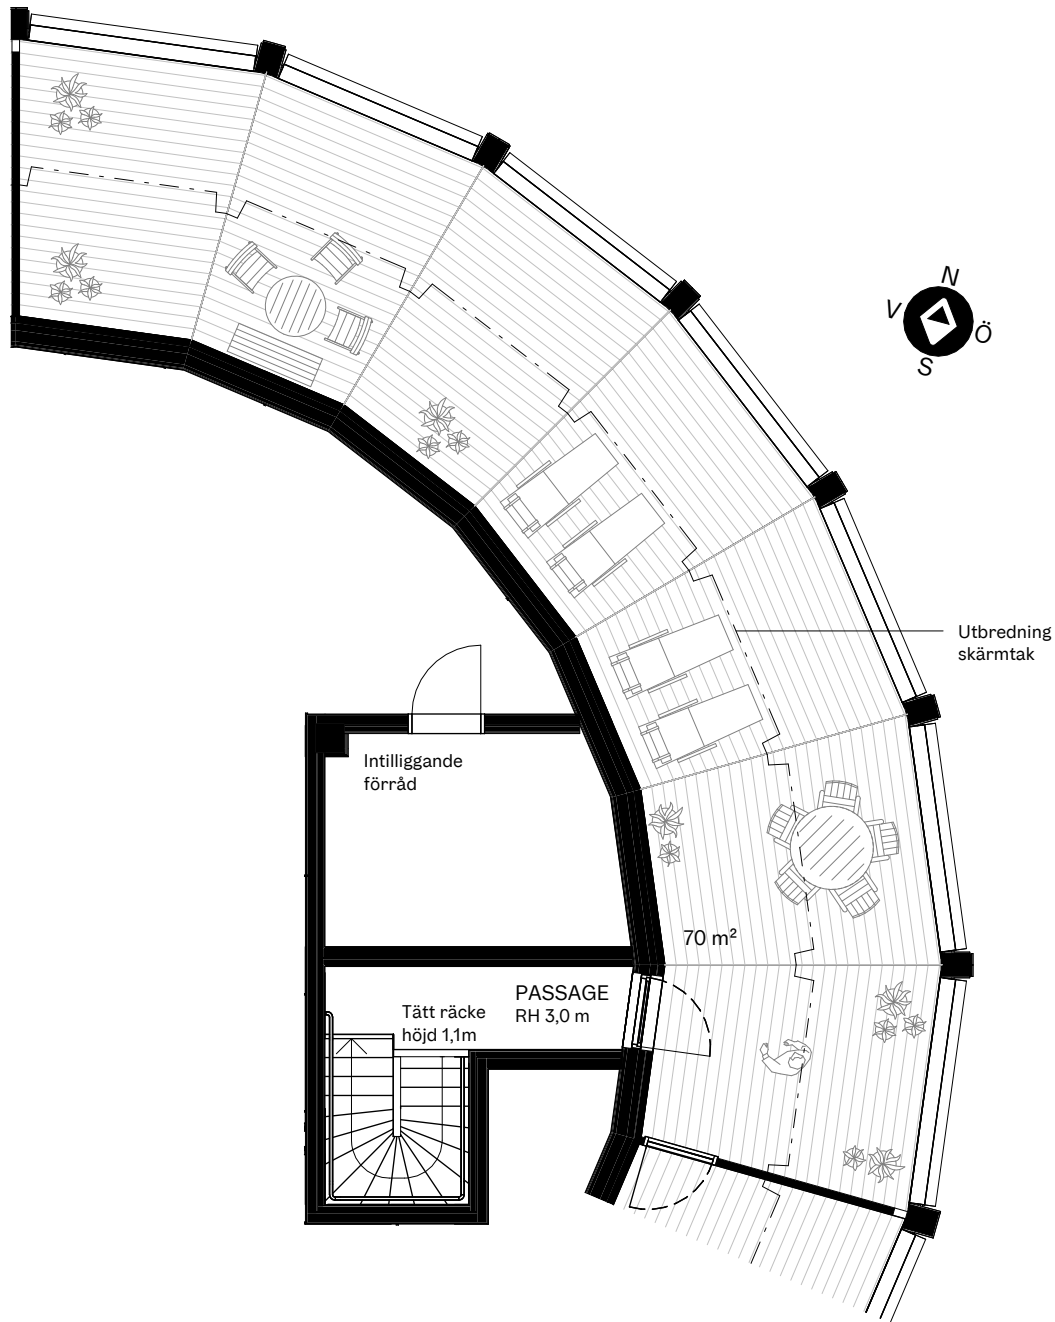 N
V
Ö
S
Utbredning
skärmtak
Intilliggande
förråd
70 m²
PASSAGE
RH 3,0 m
Tätt räcke
höjd 1,1m